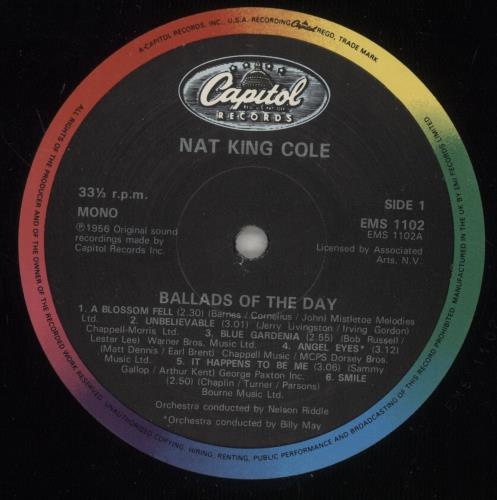 A-CAPITOL RECORDS, INC., U.S.A. RECORDING Capitol REGD. TRADE MARK
MANUFACTURED IN THE UK BY EMI RECORDS LIMITED
ALL RIGHTS OF THE PRODUCER AND OF THE OWNER OF THE RECORDED WORK RESERVED. UNAUTHORISED COPYING, HIRING, RENTING, PUBLIC PERFORMANCE AND BROADCASTING OF THIS RECORD PROHIBITED.
Capitol
RECORDS
NAT KING COLE
33⅓ r.p.m.
MONO
℗1956 Original sound
recordings made by
Capitol Records Inc.
SIDE 1
EMS 1102
EMS 1102A
Licensed by Associated
Arts, N.V.
BALLADS OF THE DAY
1. A BLOSSOM FELL (2.30) (Barnes / Cornelius / John) Mistletoe Melodies
Ltd. 2. UNBELIEVABLE (3.01) (Jerry Livingston / Irving Gordon)
Chappell-Morris Ltd. 3. BLUE GARDENIA (2.55) (Bob Russell /
Lester Lee) Warner Bros. Music Ltd. 4. ANGEL EYES* (3.12)
(Matt Dennis / Earl Brent) Chappell Music / MCPS Dorsey Bros.
Music Ltd. 5. IT HAPPENS TO BE ME (3.06) (Sammy
Gallop / Arthur Kent) George Paxton Inc. 6. SMILE
(2.50) (Chaplin / Turner / Parsons)
Bourne Music Ltd.
Orchestra conducted by Nelson Riddle
*Orchestra conducted by Billy May